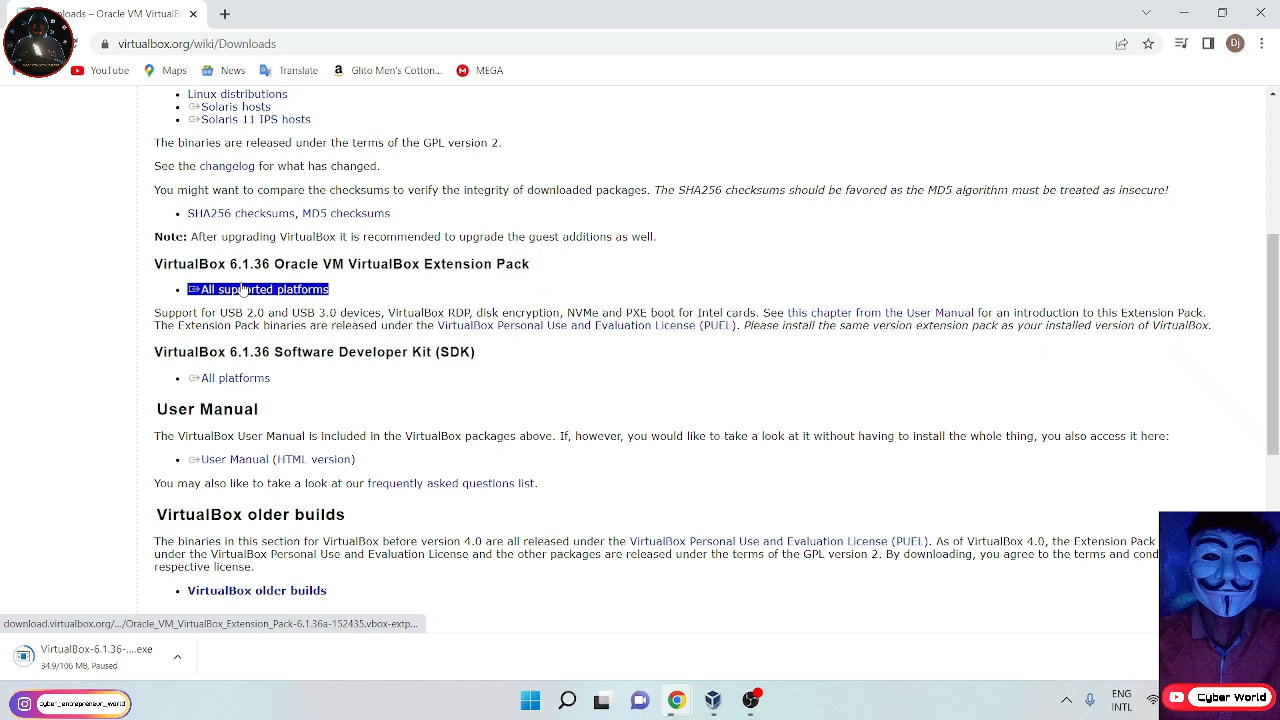 Downloads – Oracle VM VirtualB
virtualbox.org/wiki/Downloads
Dj
YouTube
Maps
News
Translate
Glito Men's Cotton...
MEGA
Linux distributions
Solaris hosts
Solaris 11 IPS hosts
The binaries are released under the terms of the GPL version 2.
See the changelog for what has changed.
You might want to compare the checksums to verify the integrity of downloaded packages. The SHA256 checksums should be favored as the MD5 algorithm must be treated as insecure!
SHA256 checksums, MD5 checksums
Note: After upgrading VirtualBox it is recommended to upgrade the guest additions as well.
VirtualBox 6.1.36 Oracle VM VirtualBox Extension Pack
All supported platforms
Support for USB 2.0 and USB 3.0 devices, VirtualBox RDP, disk encryption, NVMe and PXE boot for Intel cards. See this chapter from the User Manual for an introduction to this Extension Pack.
The Extension Pack binaries are released under the VirtualBox Personal Use and Evaluation License (PUEL). Please install the same version extension pack as your installed version of VirtualBox.
VirtualBox 6.1.36 Software Developer Kit (SDK)
All platforms
User Manual
The VirtualBox User Manual is included in the VirtualBox packages above. If, however, you would like to take a look at it without having to install the whole thing, you also access it here:
User Manual (HTML version)
You may also like to take a look at our frequently asked questions list.
VirtualBox older builds
The binaries in this section for VirtualBox before version 4.0 are all released under the VirtualBox Personal Use and Evaluation License (PUEL). As of VirtualBox 4.0, the Extension Pack
under the VirtualBox Personal Use and Evaluation License and the other packages are released under the terms of the GPL version 2. By downloading, you agree to the terms and cond
respective license.
VirtualBox older builds
download.virtualbox.org/.../Oracle_VM_VirtualBox_Extension_Pack-6.1.36a-152435.vbox-extp...
VirtualBox-6.1.36-....exe
34.9/106 MB, Paused
cyber_entrepreneur_world
ENG
INTL
Cyber World